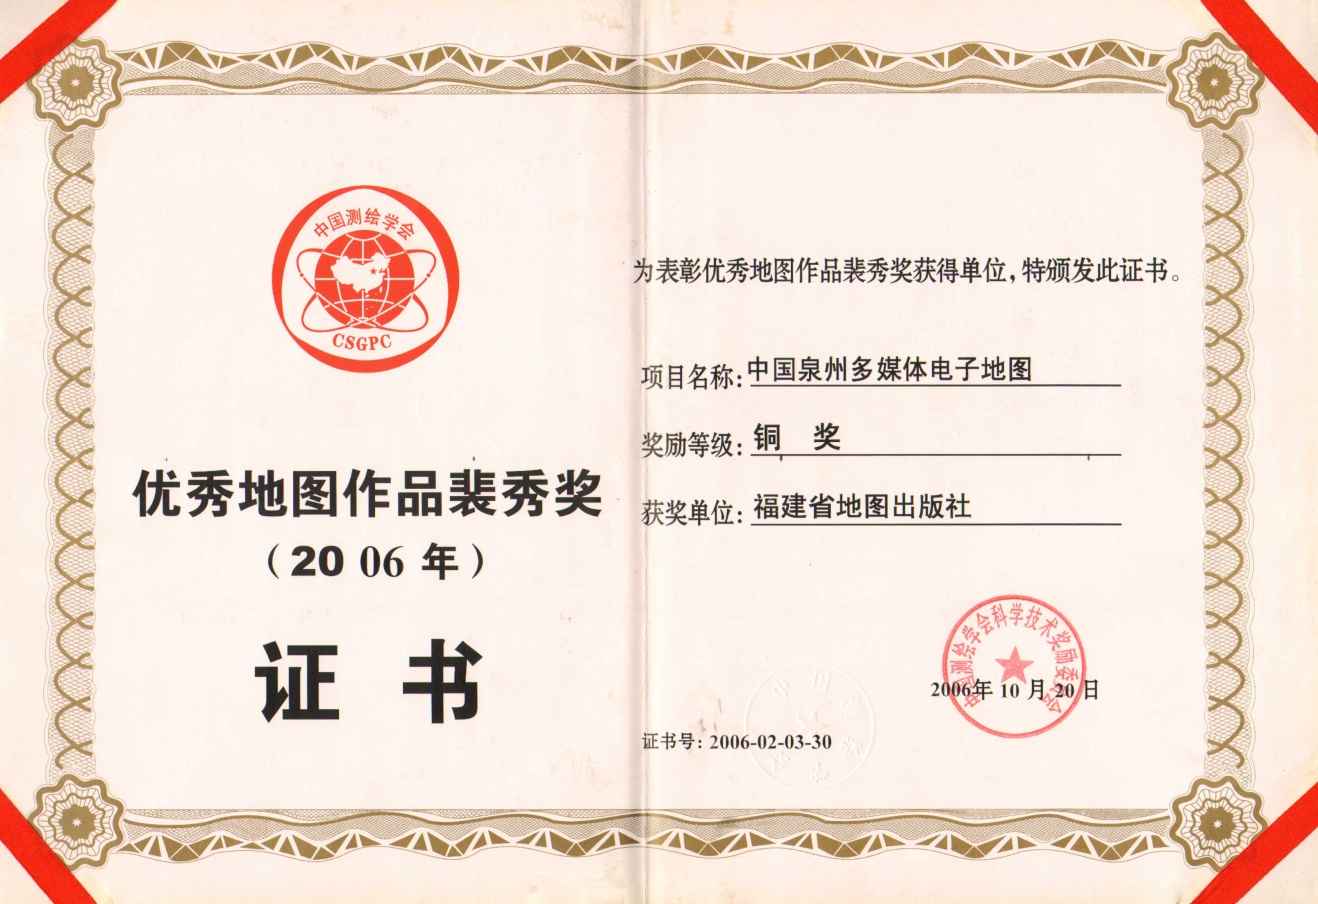 中国测绘学会
CSGPC
优秀地图作品裴秀奖
（2006年）
证书
为表彰优秀地图作品裴秀奖获得单位，特颁发此证书。
项目名称：中国泉州多媒体电子地图
奖励等级：铜 奖
获奖单位：福建省地图出版社
中国测绘学会科学技术奖励委员会
2006年10月20日
证书号：2006-02-03-30